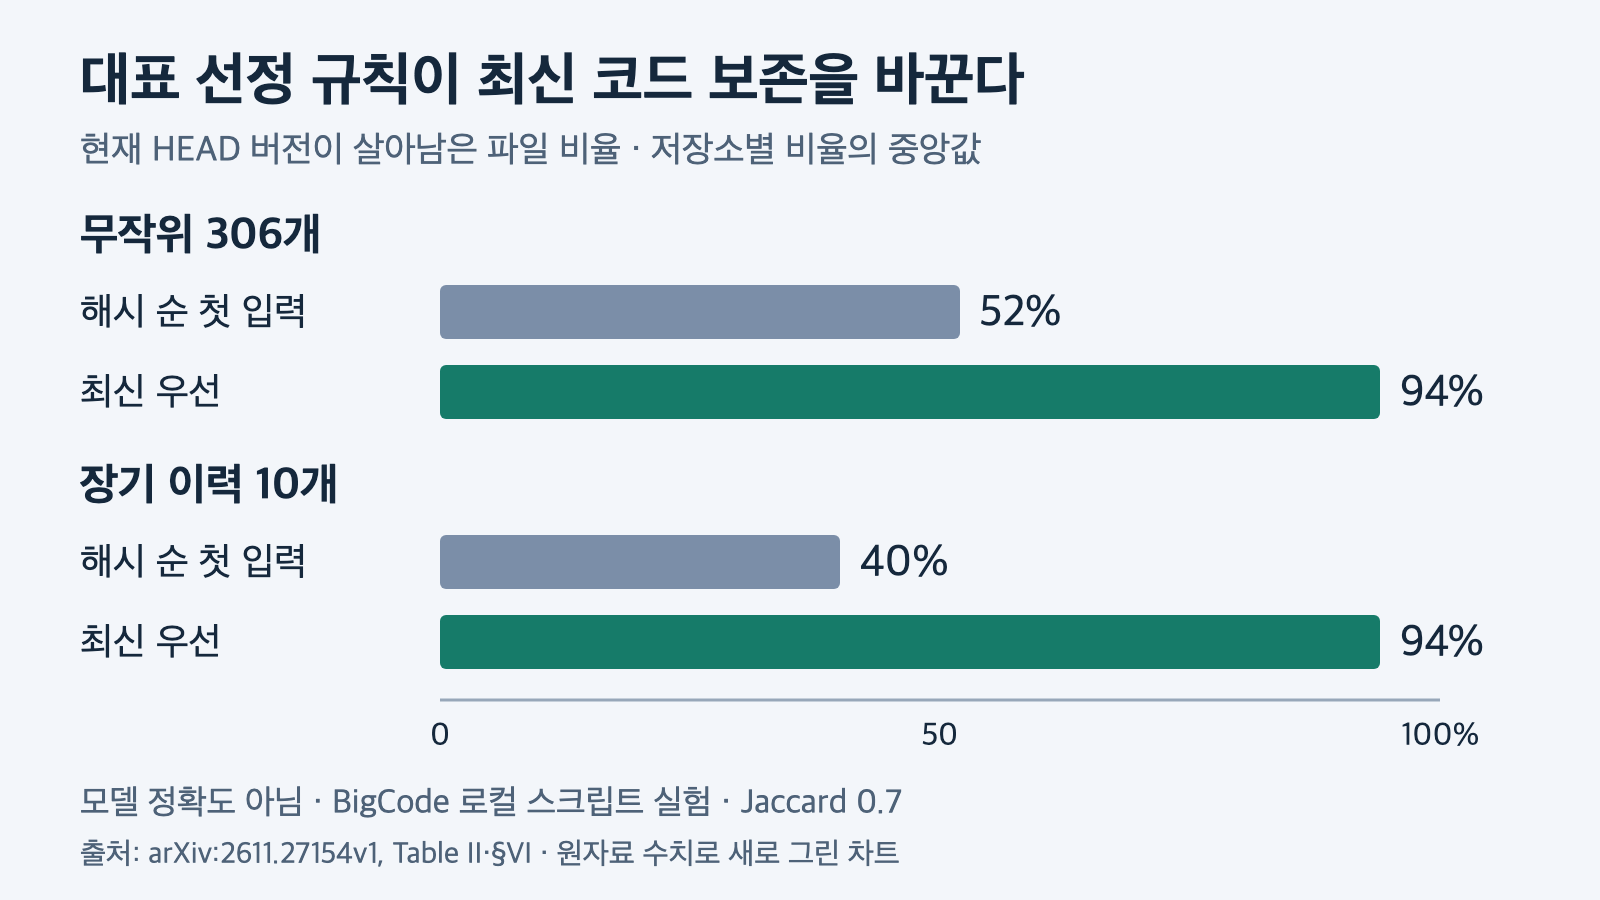 대표 선정 규칙이 최신 코드 보존을 바꾼다
현재 HEAD 버전이 살아남은 파일 비율 · 저장소별 비율의 중앙값
무작위 306개
해시 순 첫 입력 52%
최신 우선 94%
장기 이력 10개
해시 순 첫 입력 40%
최신 우선 94%
0 50 100%
모델 정확도 아님 · BigCode 로컬 스크립트 실험 · Jaccard 0.7
출처: arXiv:2611.27154v1, Table II·§VI · 원자료 수치로 새로 그린 차트